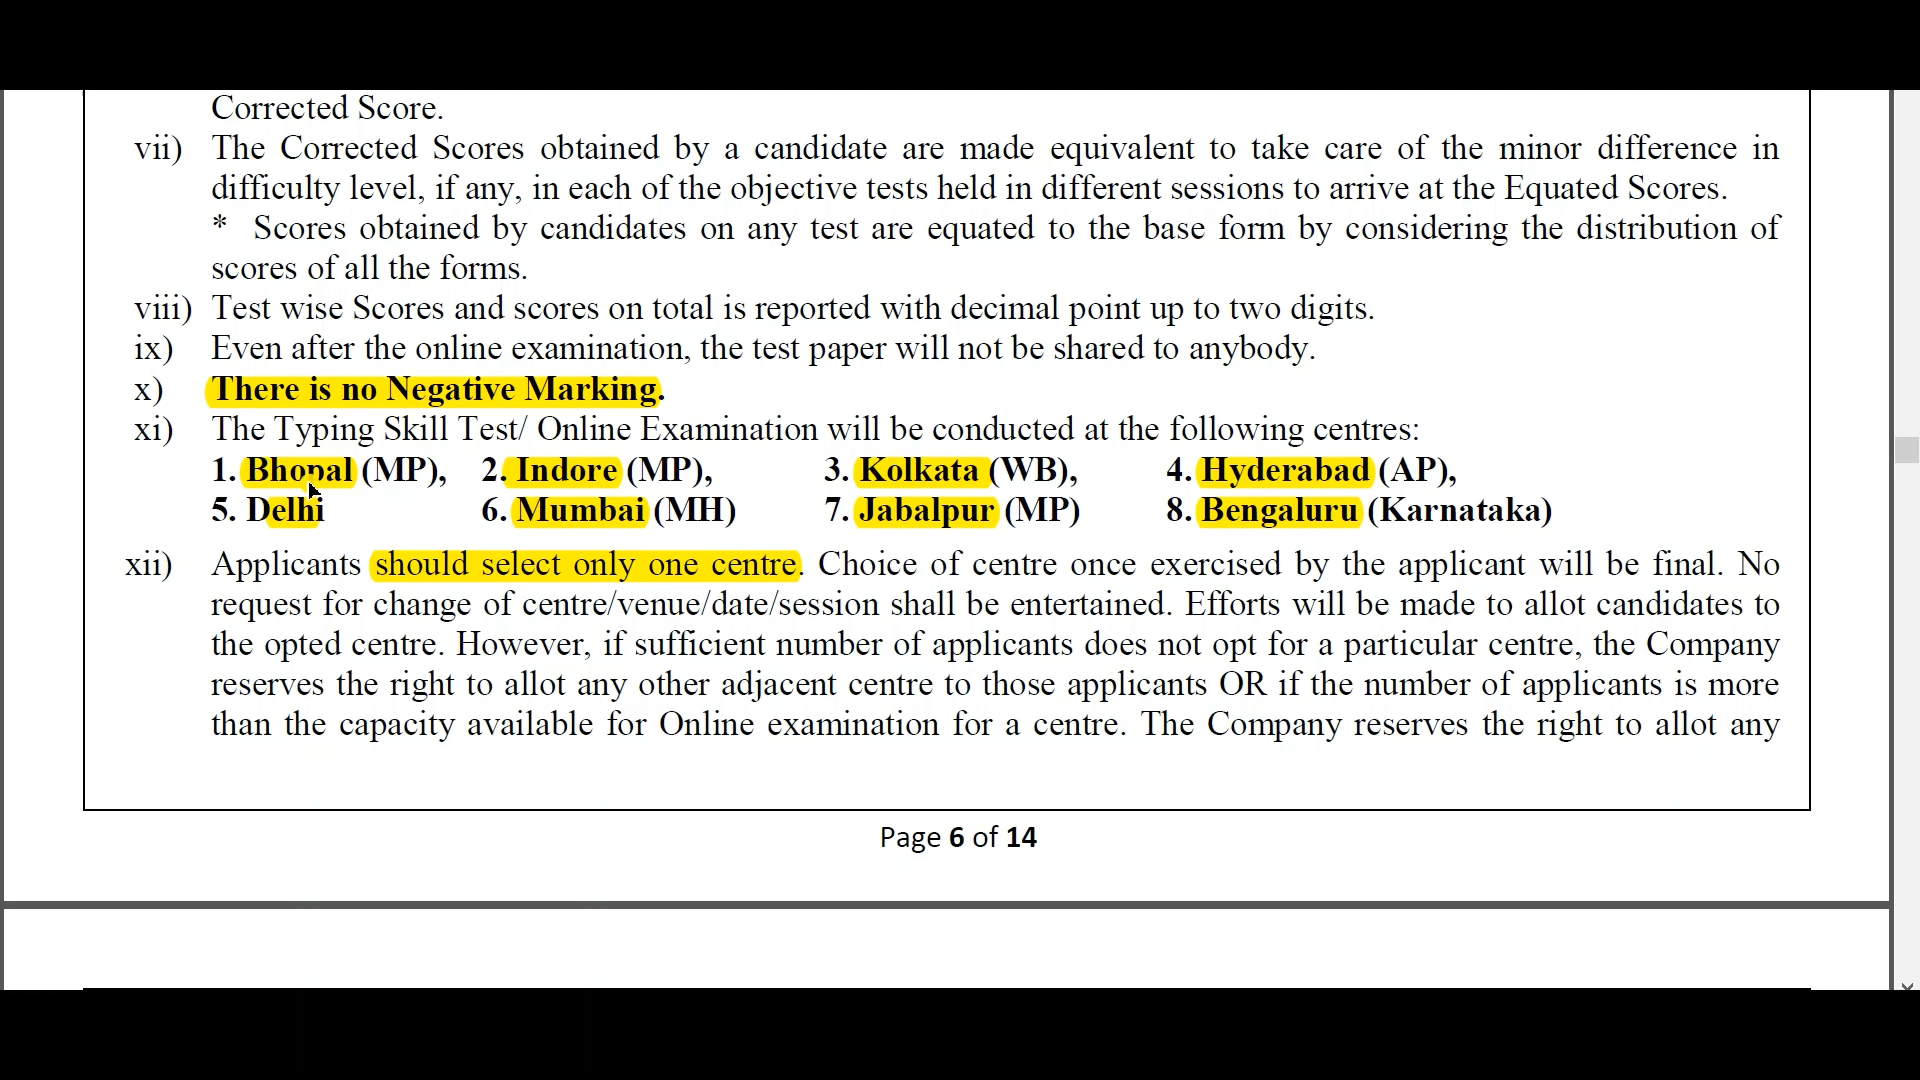 Corrected Score.
vii) The Corrected Scores obtained by a candidate are made equivalent to take care of the minor difference in
difficulty level, if any, in each of the objective tests held in different sessions to arrive at the Equated Scores.
* Scores obtained by candidates on any test are equated to the base form by considering the distribution of
scores of all the forms.
viii) Test wise Scores and scores on total is reported with decimal point up to two digits.
ix) Even after the online examination, the test paper will not be shared to anybody.
x) There is no Negative Marking.
xi) The Typing Skill Test/ Online Examination will be conducted at the following centres:
1. Bhopal (MP), 2. Indore (MP), 3. Kolkata (WB), 4. Hyderabad (AP),
5. Delhi 6. Mumbai (MH) 7. Jabalpur (MP) 8. Bengaluru (Karnataka)
xii) Applicants should select only one centre. Choice of centre once exercised by the applicant will be final. No
request for change of centre/venue/date/session shall be entertained. Efforts will be made to allot candidates to
the opted centre. However, if sufficient number of applicants does not opt for a particular centre, the Company
reserves the right to allot any other adjacent centre to those applicants OR if the number of applicants is more
than the capacity available for Online examination for a centre. The Company reserves the right to allot any
Page 6 of 14